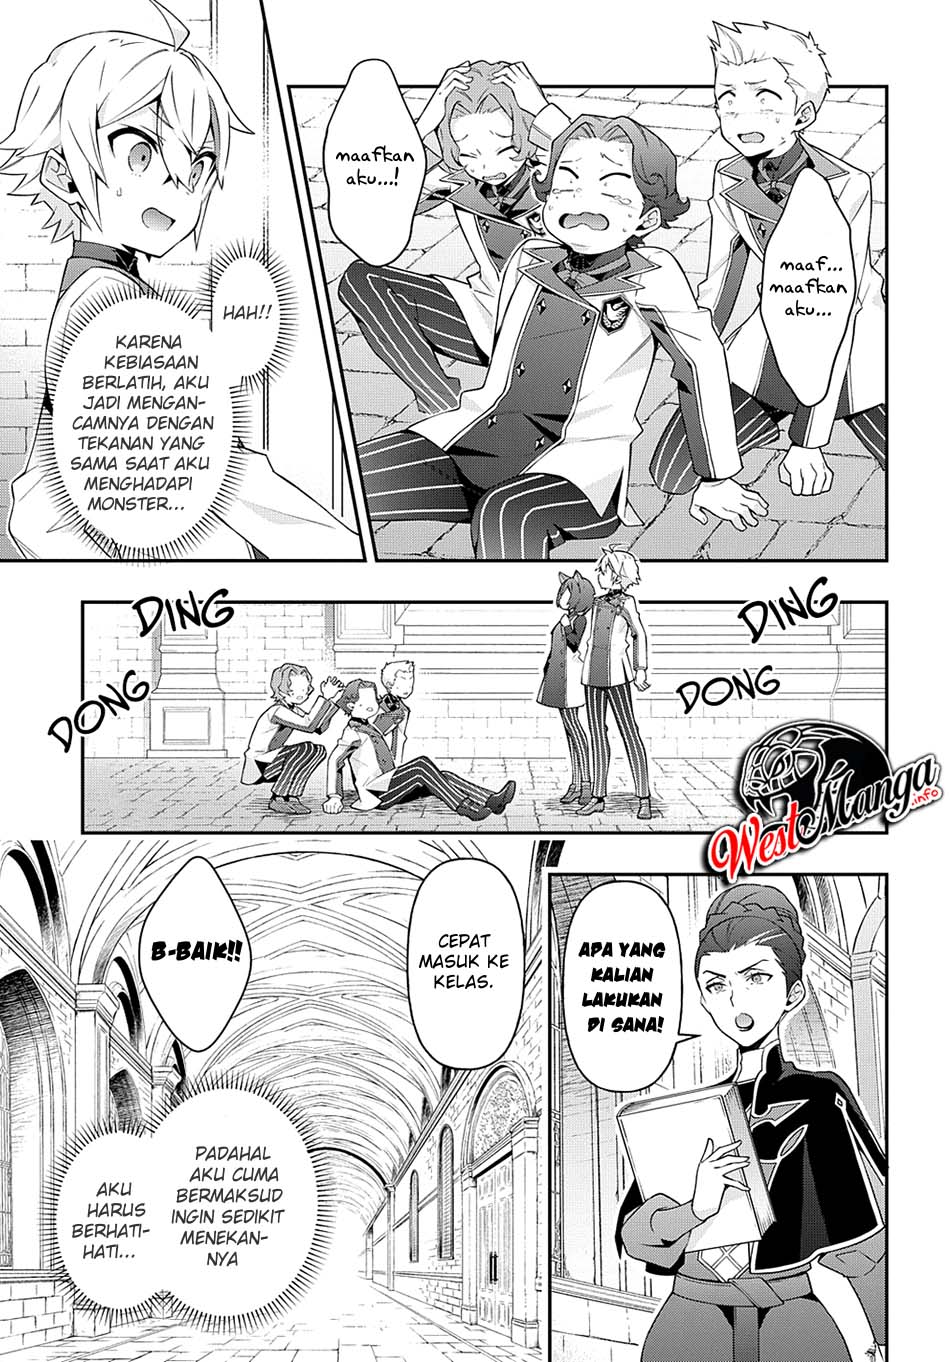 maaf...
maafkan
aku...
maafkan
aku...!
HAH!!
KARENA
KEBIASAAN
BERLATIH, AKU
JADI MENGAN-
CAMNYA DENGAN
TEKANAN YANG
SAMA SAAT AKU
MENGHADAPI
MONSTER...
DING
DONG
DING
DONG
WestManga
.info
APA YANG
KALIAN
LAKUKAN
DI SANA!
CEPAT
MASUK KE
KELAS.
B-BAIK!!
PADAHAL
AKU CUMA
BERMAKSUD
INGIN SEDIKIT
MENEKAN-
NYA
AKU
HARUS
BERHATI-
HATI...